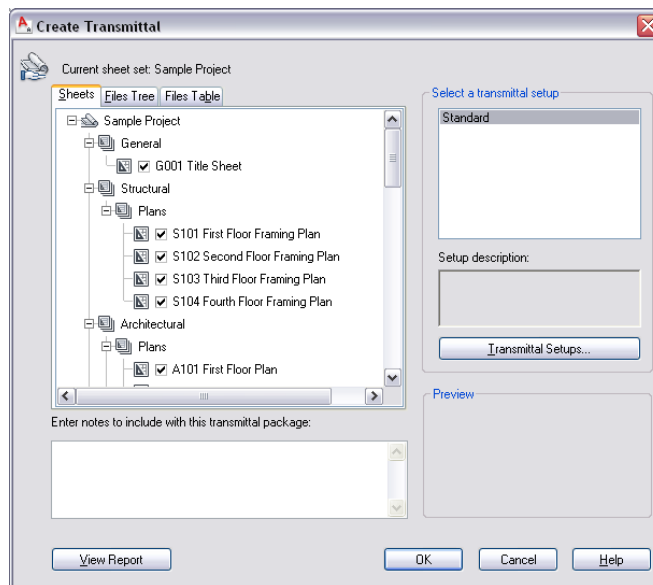 Create Transmittal
Current sheet set: Sample Project
Sheets Files Tree Files Table
Sample Project
General
G001 Title Sheet
Structural
Plans
S101 First Floor Framing Plan
S102 Second Floor Framing Plan
S103 Third Floor Framing Plan
S104 Fourth Floor Framing Plan
Architectural
Plans
A101 First Floor Plan
Select a transmittal setup
Standard
Setup description:
Transmittal Setups...
Enter notes to include with this transmittal package:
Preview
View Report OK Cancel Help